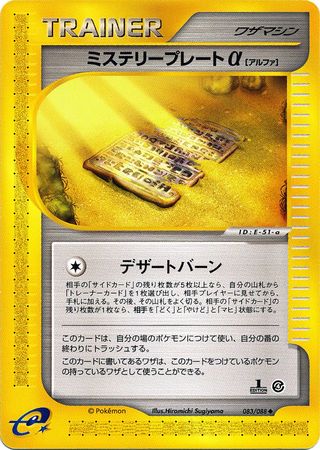 TRAINER
ワザマシン
ミステリープレートα[アルファ]
ID:E-51-α
デザートバーン
相手の「サイドカード」の残り枚数が5枚以上なら、自分の山札から
「トレーナーカード」を1枚選び出し、相手プレイヤーに見せてから、
手札に加える。その後、その山札をよく切る。相手の「サイドカード」の
残り枚数が1枚なら、相手を「どく」と「やけど」と「マヒ」状態にする。
このカードは、自分の場のポケモンにつけて使い、自分の番の
終わりにトラッシュする。
このカードに書かれているワザは、このカードをつけているポケモン
の持っているワザとして使うことができる。
1
EDITION
e
©Pokémon
Illus.Hiromichi Sugiyama
083/088◆